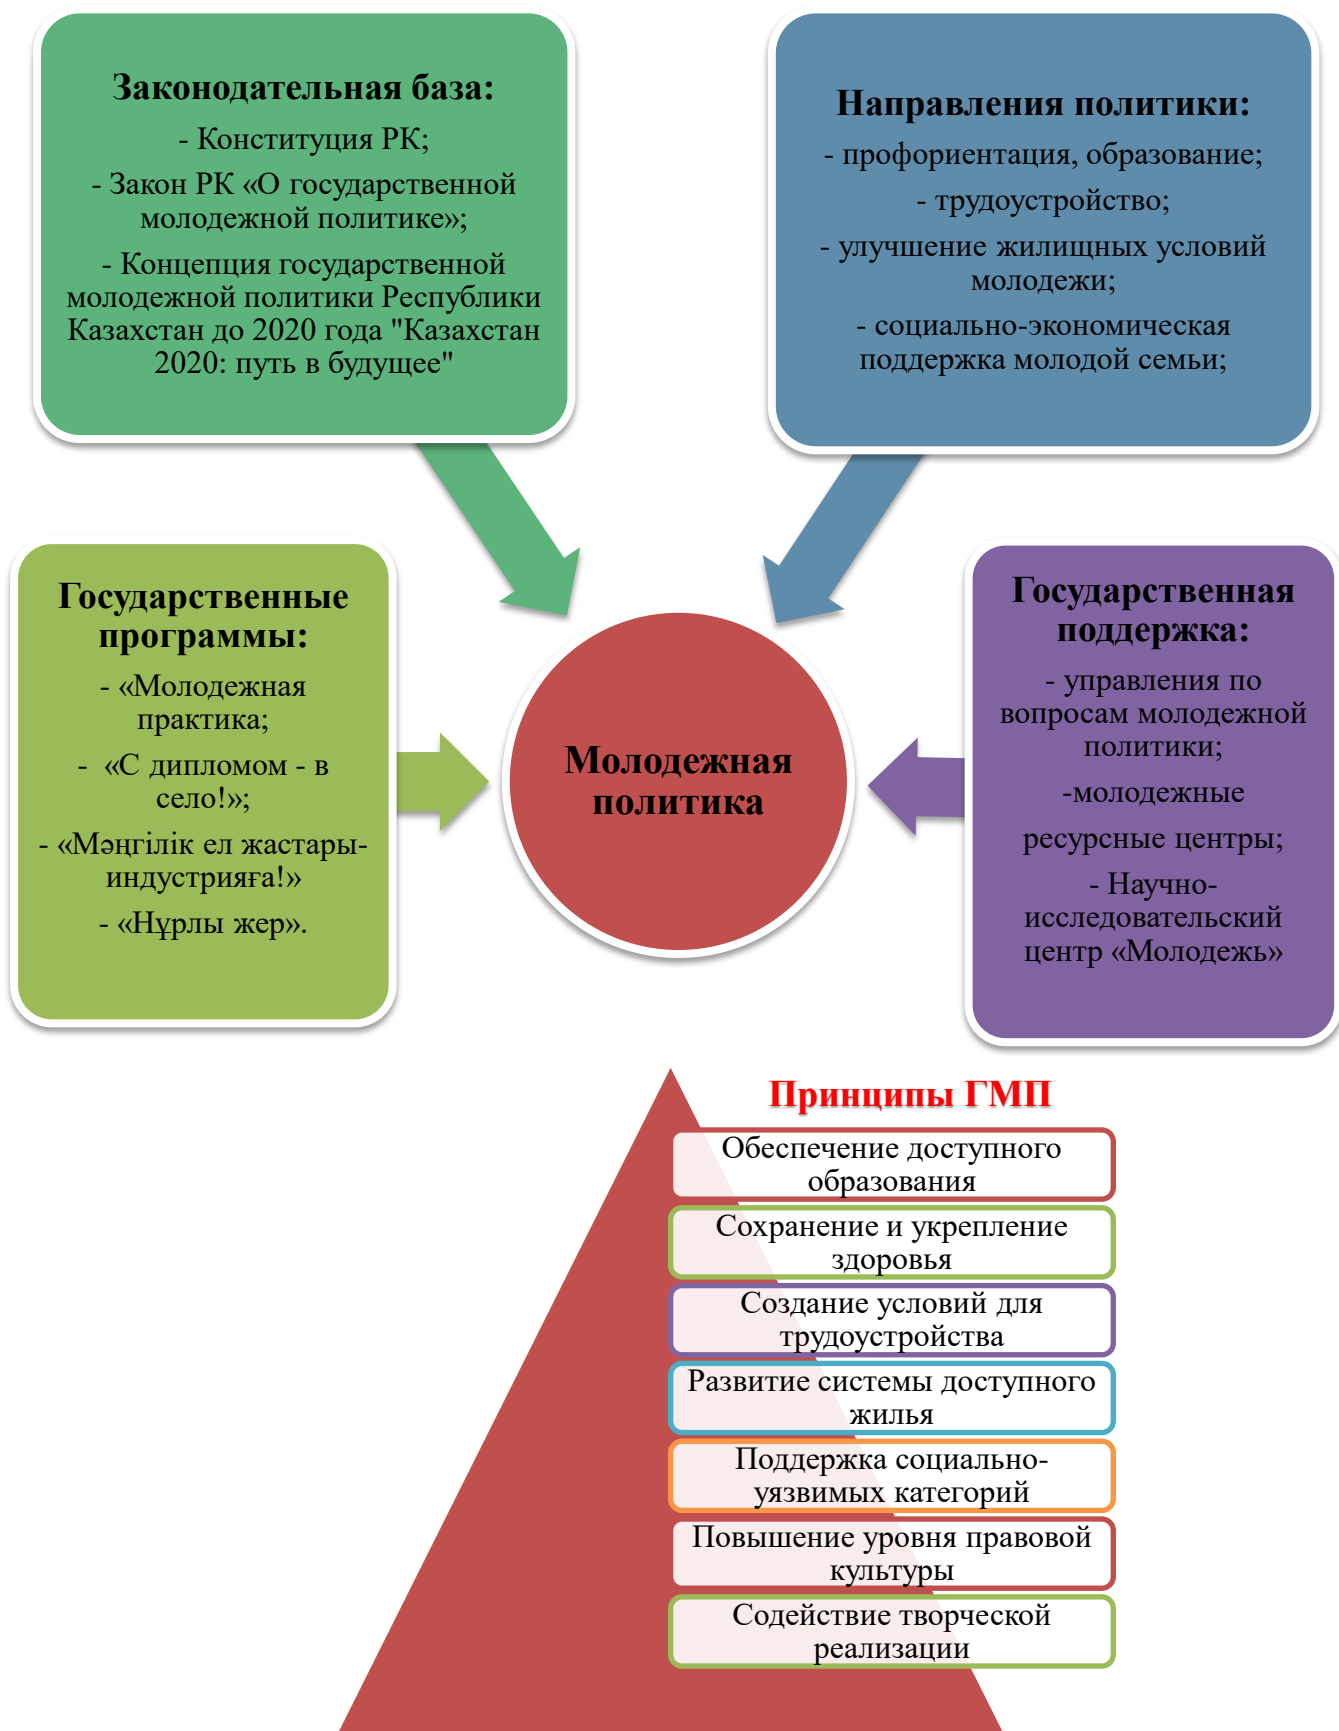 Законодательная база:
- Конституция РК;
- Закон РК «О государственной
молодежной политике»;
- Концепция государственной
молодежной политики Республики
Казахстан до 2020 года "Казахстан
2020: путь в будущее"
Направления политики:
- профориентация, образование;
- трудоустройство;
- улучшение жилищных условий
молодежи;
- социально-экономическая
поддержка молодой семьи;
Государственные
программы:
- «Молодежная
практика;
- «С дипломом - в
село!»;
- «Мәңгілік ел жастары-
индустрияға!»
- «Нұрлы жер».
Молодежная
политика
Государственная
поддержка:
- управления по
вопросам молодежной
политики;
-молодежные
ресурсные центры;
- Научно-
исследовательский
центр «Молодежь»
Принципы ГМП
Обеспечение доступного
образования
Сохранение и укрепление
здоровья
Создание условий для
трудоустройства
Развитие системы доступного
жилья
Поддержка социально-
уязвимых категорий
Повышение уровня правовой
культуры
Содействие творческой
реализации